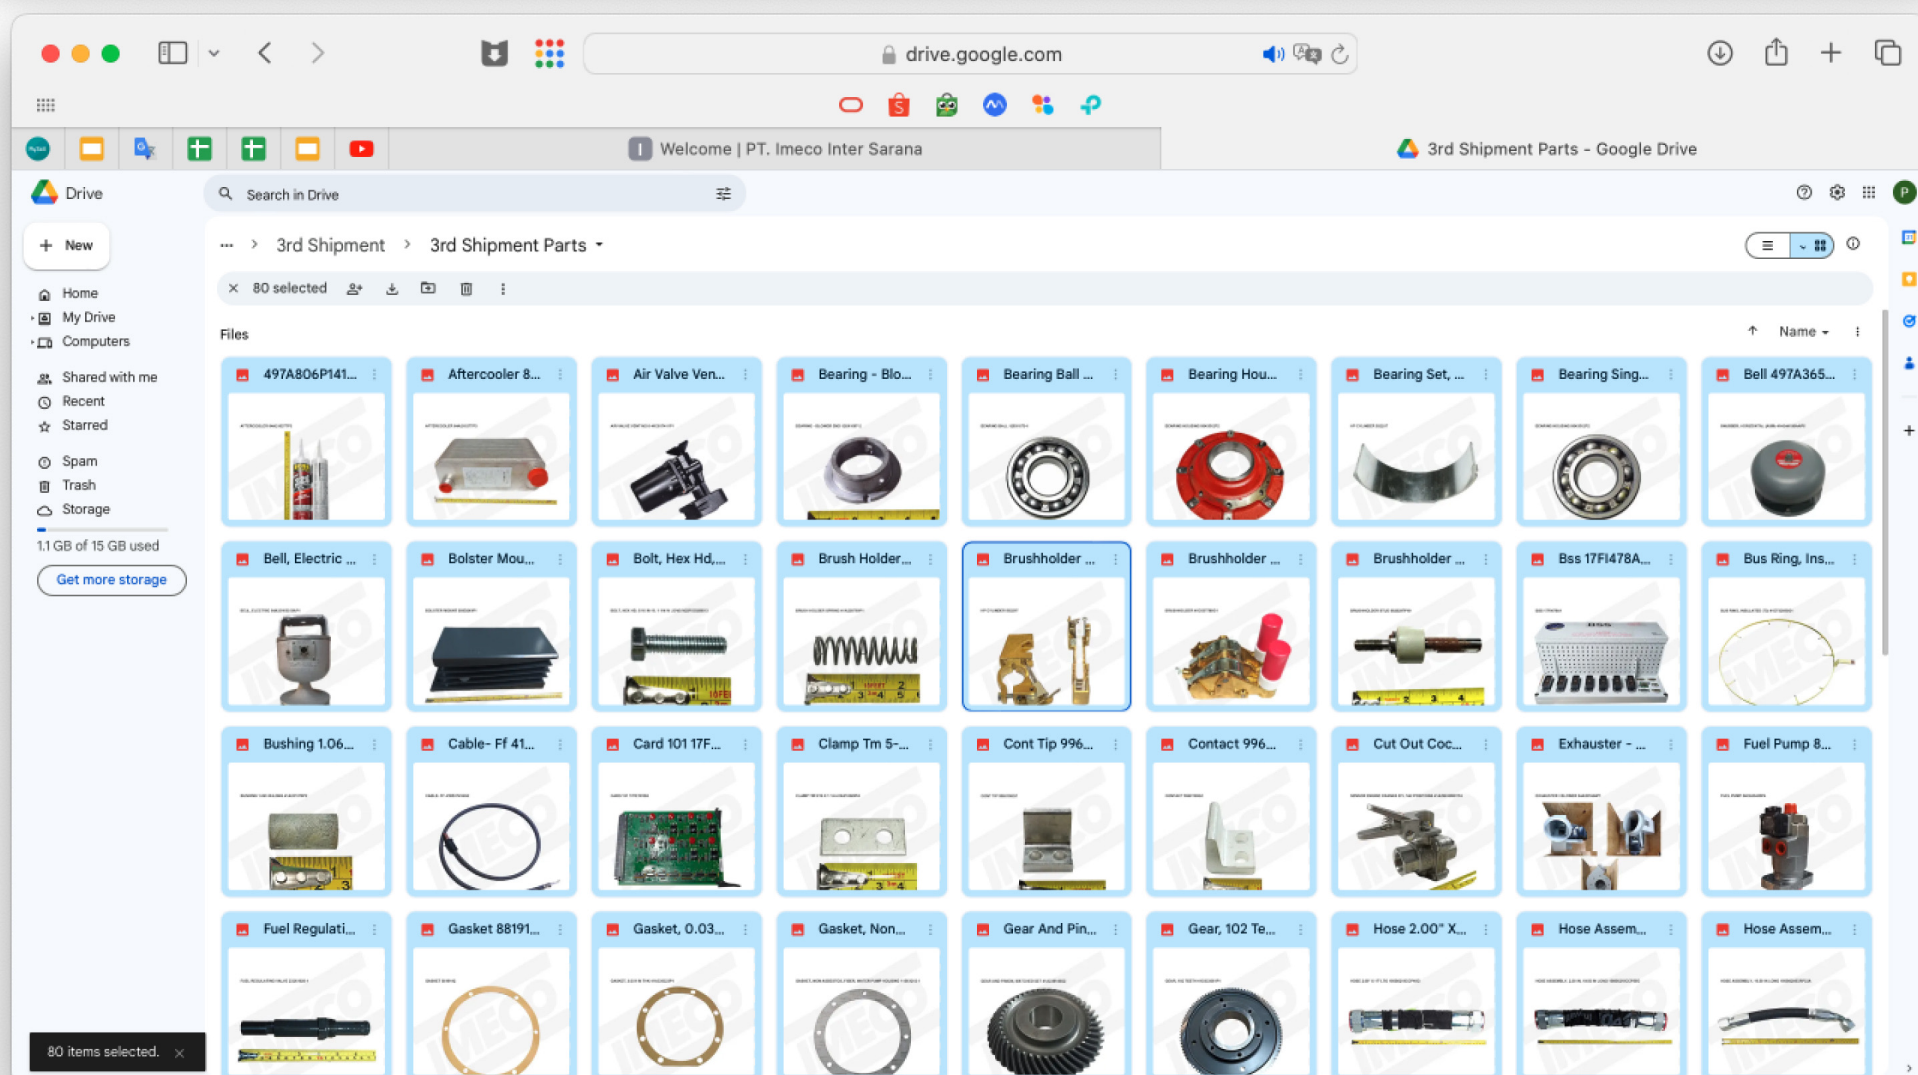 drive.google.com
Welcome | PT. Imeco Inter Sarana
3rd Shipment Parts - Google Drive
Drive
Search in Drive
P
New
... > 3rd Shipment > 3rd Shipment Parts
80 selected
Home
My Drive
Computers
Shared with me
Recent
Starred
Spam
Trash
Storage
1.1 GB of 15 GB used
Get more storage
Files
Name
497A806P141...
Aftercooler 8...
Air Valve Ven...
Bearing - Blo...
Bearing Ball ...
Bearing Hou...
Bearing Set, ...
Bearing Sing...
Bell 497A365...
IMECO
Bell, Electric ...
Bolster Mou...
Bolt, Hex Hd,...
Brush Holder...
Brushholder ...
Brushholder ...
Brushholder ...
Bss 17FI478A...
Bus Ring, Ins...
BSS
IMECO
Bushing 1.06...
Cable- Ff 41...
Card 101 17F...
Clamp Tm 5-...
Cont Tip 996...
Contact 996...
Cut Out Coc...
Exhauster - ...
Fuel Pump 8...
IMECO
Fuel Regulati...
Gasket 88191...
Gasket, 0.03...
Gasket, Non...
Gear And Pin...
Gear, 102 Te...
Hose 2.00" X...
Hose Assem...
Hose Assem...
IMECO
80 items selected.